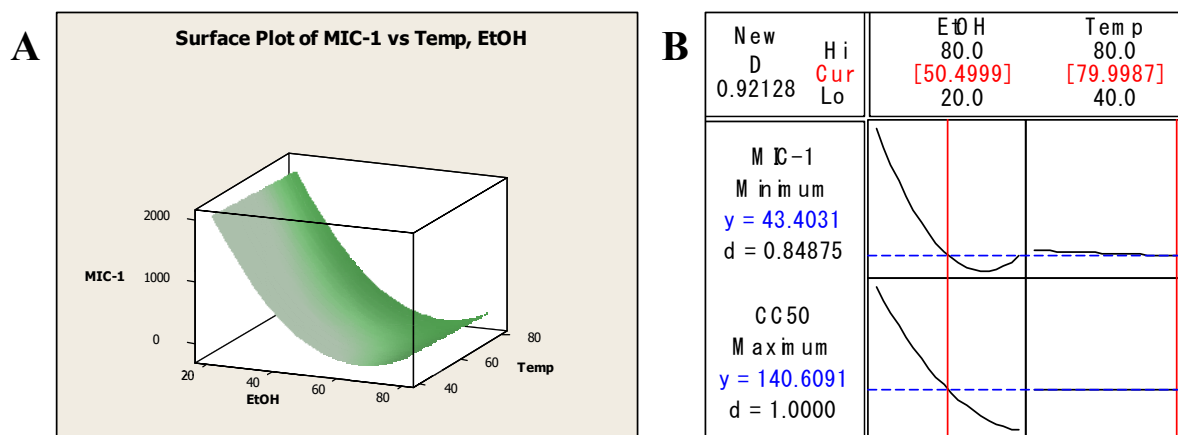 A
Surface Plot of MIC-1 vs Temp, EtOH
2000
1000
0
MIC-1
20
40
60
80
EtOH
40
60
80
Temp
B
New
D
0.92128
Hi
Cur
Lo
EtOH
80.0
[50.4999]
20.0
Temp
80.0
[79.9987]
40.0
MIC-1
Minimum
y = 43.4031
d = 0.84875
CC50
Maximum
y = 140.6091
d = 1.0000